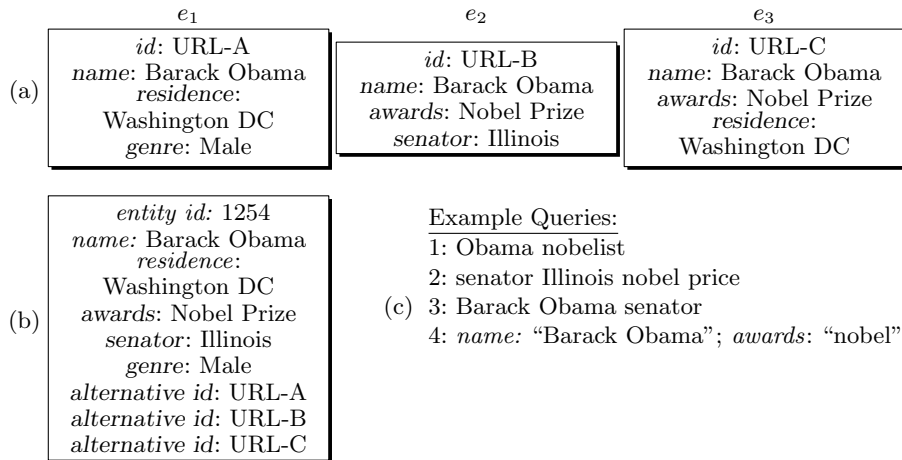 e1
e2
e3
(a)
id: URL-A
name: Barack Obama
residence:
Washington DC
genre: Male
id: URL-B
name: Barack Obama
awards: Nobel Prize
senator: Illinois
id: URL-C
name: Barack Obama
awards: Nobel Prize
residence:
Washington DC
(b)
entity id: 1254
name: Barack Obama
residence:
Washington DC
awards: Nobel Prize
senator: Illinois
genre: Male
alternative id: URL-A
alternative id: URL-B
alternative id: URL-C
(c)
Example Queries:
1: Obama nobelist
2: senator Illinois nobel price
3: Barack Obama senator
4: name: “Barack Obama”; awards: “nobel”